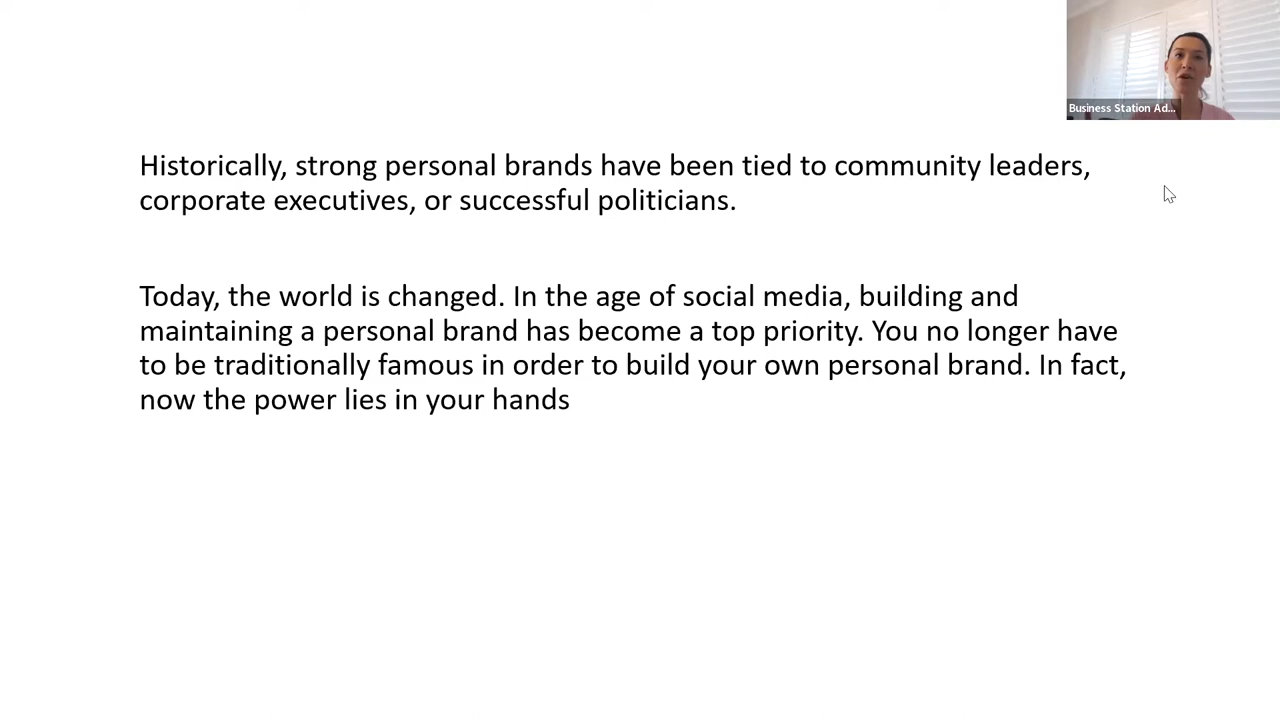 Business Station Ad...
Historically, strong personal brands have been tied to community leaders,
corporate executives, or successful politicians.
Today, the world is changed. In the age of social media, building and
maintaining a personal brand has become a top priority. You no longer have
to be traditionally famous in order to build your own personal brand. In fact,
now the power lies in your hands